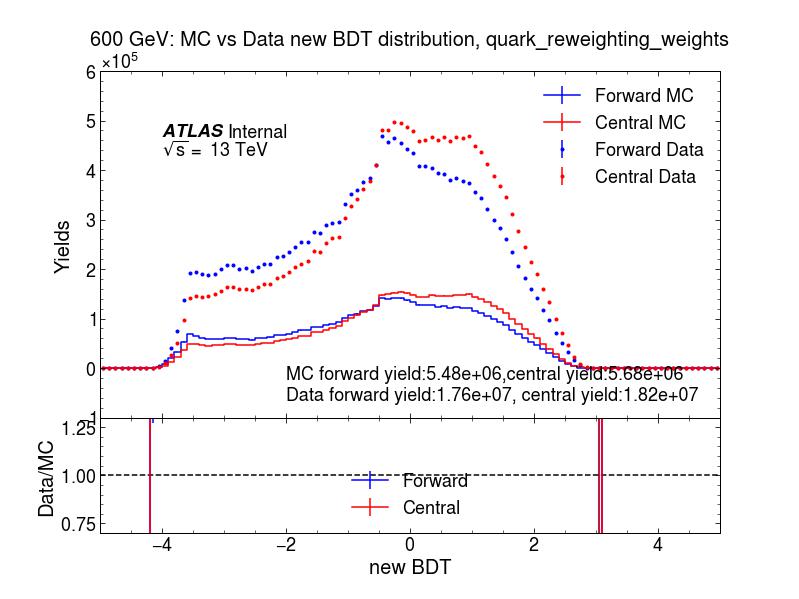 600 GeV: MC vs Data new BDT distribution, quark_reweighting_weights
×10⁵
6
5
4
3
2
1
0
−1
Yields
ATLAS Internal
√s = 13 TeV
Forward MC
Central MC
Forward Data
Central Data
MC forward yield:5.48e+06,central yield:5.68e+06
Data forward yield:1.76e+07, central yield:1.82e+07
1.25
1.00
0.75
Data/MC
Forward
Central
−4 −2 0 2 4
new BDT